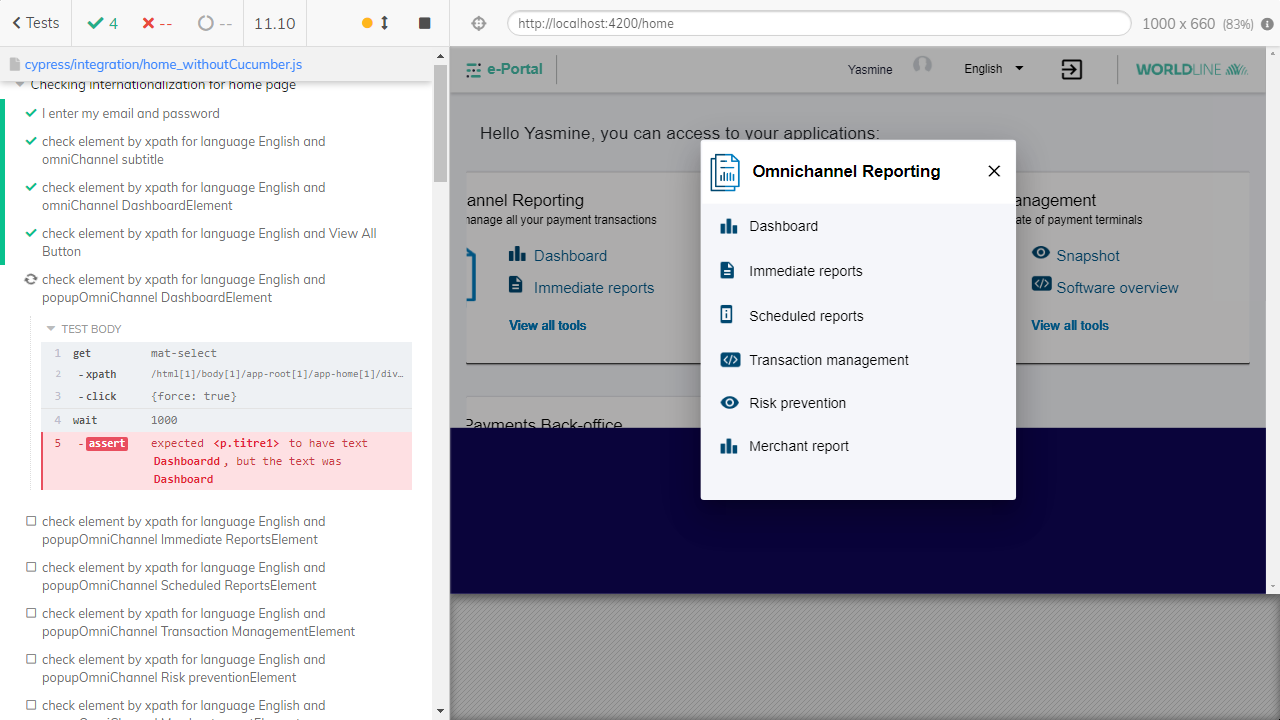 Tests
4
--
--
11.10
http://localhost:4200/home
1000 x 660 (83%)
cypress/integration/home_withoutCucumber.js
Checking internationalization for home page
I enter my email and password
check element by xpath for language English and
omniChannel subtitle
check element by xpath for language English and
omniChannel DashboardElement
check element by xpath for language English and View All
Button
check element by xpath for language English and
popupOmniChannel DashboardElement
TEST BODY
1 get mat-select
2 -xpath /html[1]/body[1]/app-root[1]/app-home[1]/div…
3 -click {force: true}
4 wait 1000
5 -assert expected <p.titre1> to have text
Dashboardd, but the text was
Dashboard
check element by xpath for language English and
popupOmniChannel Immediate ReportsElement
check element by xpath for language English and
popupOmniChannel Scheduled ReportsElement
check element by xpath for language English and
popupOmniChannel Transaction ManagementElement
check element by xpath for language English and
popupOmniChannel Risk preventionElement
check element by xpath for language English and
e-Portal
Yasmine
English
WORLDLINE
Hello Yasmine, you can access to your applications:
annel Reporting
nanage all your payment transactions
Dashboard
Immediate reports
View all tools
Payments Back-office
Omnichannel Reporting
Dashboard
Immediate reports
Scheduled reports
Transaction management
Risk prevention
Merchant report
anagement
ate of payment terminals
Snapshot
Software overview
View all tools